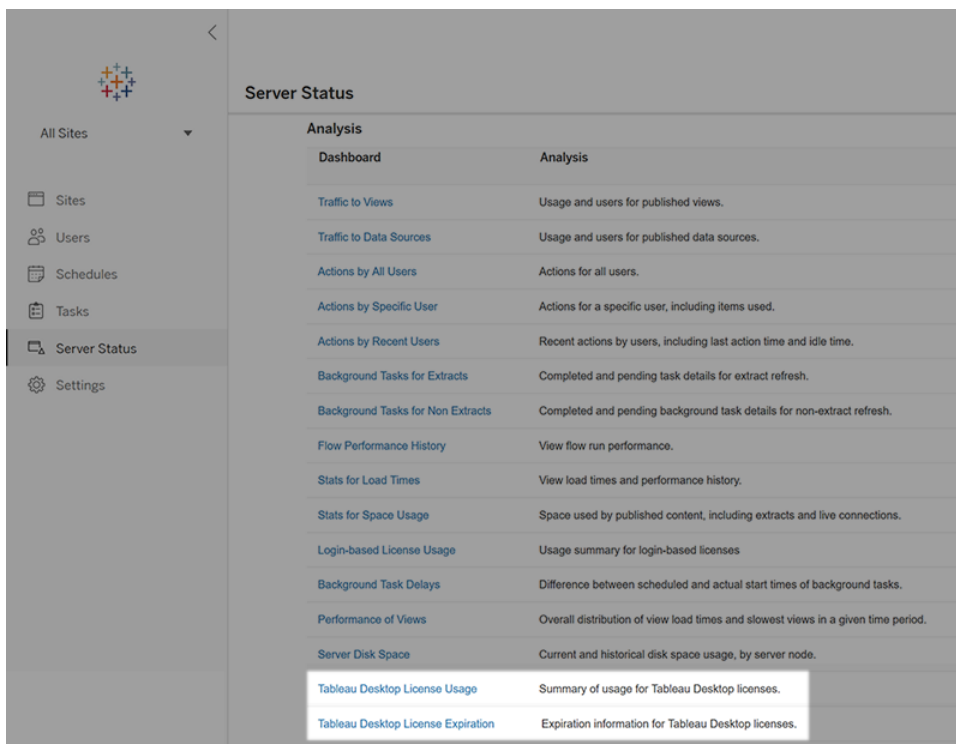 Server Status
All Sites
Sites
Users
Schedules
Tasks
Server Status
Settings
Analysis
Dashboard Analysis
Traffic to Views Usage and users for published views.
Traffic to Data Sources Usage and users for published data sources.
Actions by All Users Actions for all users.
Actions by Specific User Actions for a specific user, including items used.
Actions by Recent Users Recent actions by users, including last action time and idle time.
Background Tasks for Extracts Completed and pending task details for extract refresh.
Background Tasks for Non Extracts Completed and pending background task details for non-extract refresh.
Flow Performance History View flow run performance.
Stats for Load Times View load times and performance history.
Stats for Space Usage Space used by published content, including extracts and live connections.
Login-based License Usage Usage summary for login-based licenses
Background Task Delays Difference between scheduled and actual start times of background tasks.
Performance of Views Overall distribution of view load times and slowest views in a given time period.
Server Disk Space Current and historical disk space usage, by server node.
Tableau Desktop License Usage Summary of usage for Tableau Desktop licenses.
Tableau Desktop License Expiration Expiration information for Tableau Desktop licenses.